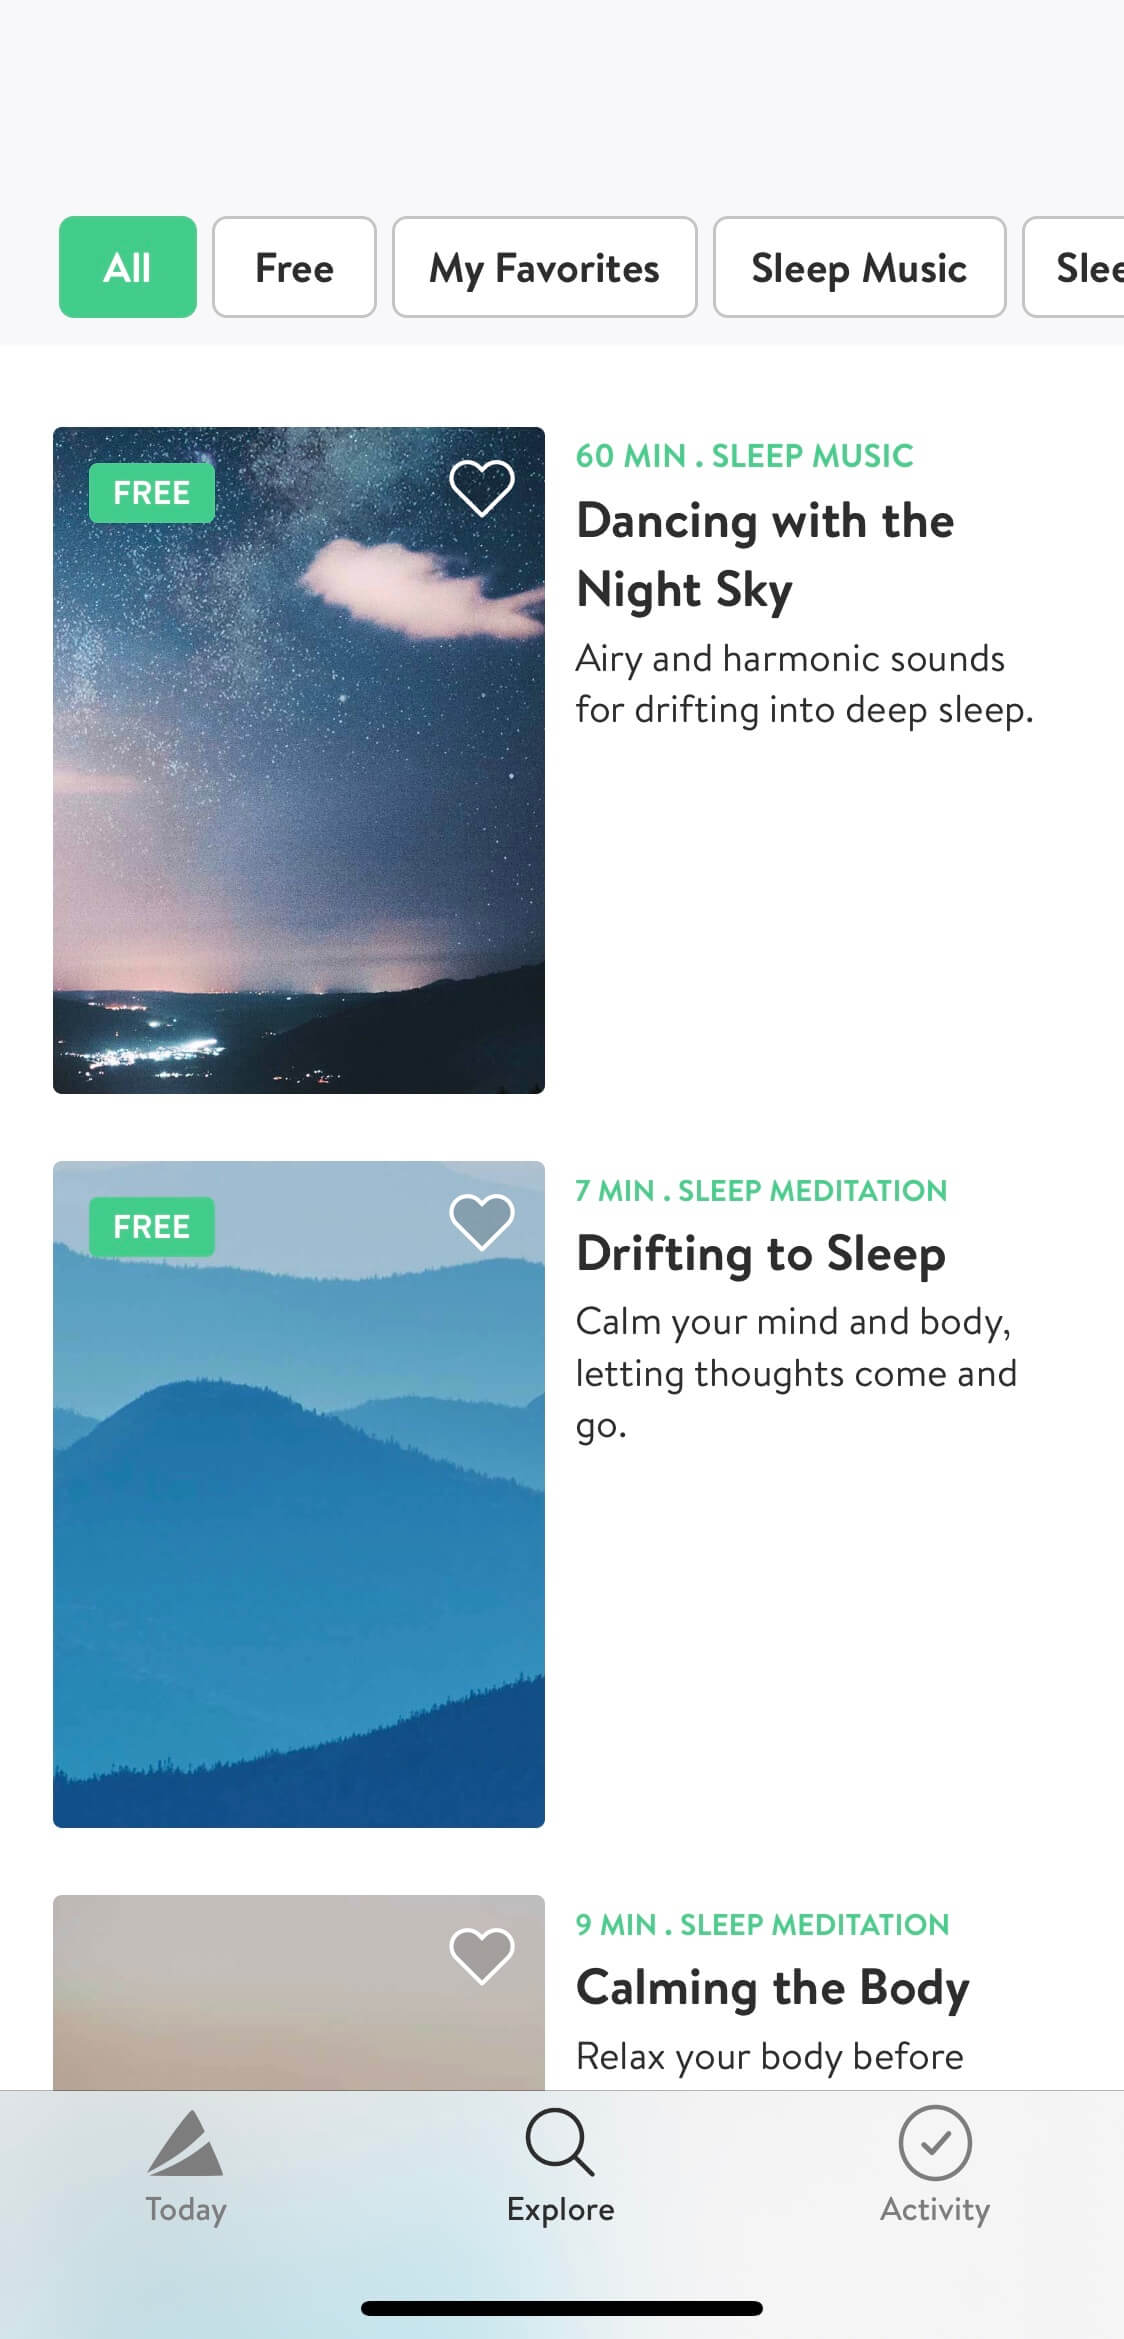 All
Free
My Favorites
Sleep Music
FREE
60 MIN . SLEEP MUSIC
Dancing with the
Night Sky
Airy and harmonic sounds
for drifting into deep sleep.
FREE
7 MIN . SLEEP MEDITATION
Drifting to Sleep
Calm your mind and body,
letting thoughts come and
go.
9 MIN . SLEEP MEDITATION
Calming the Body
Relax your body before
Today
Explore
Activity